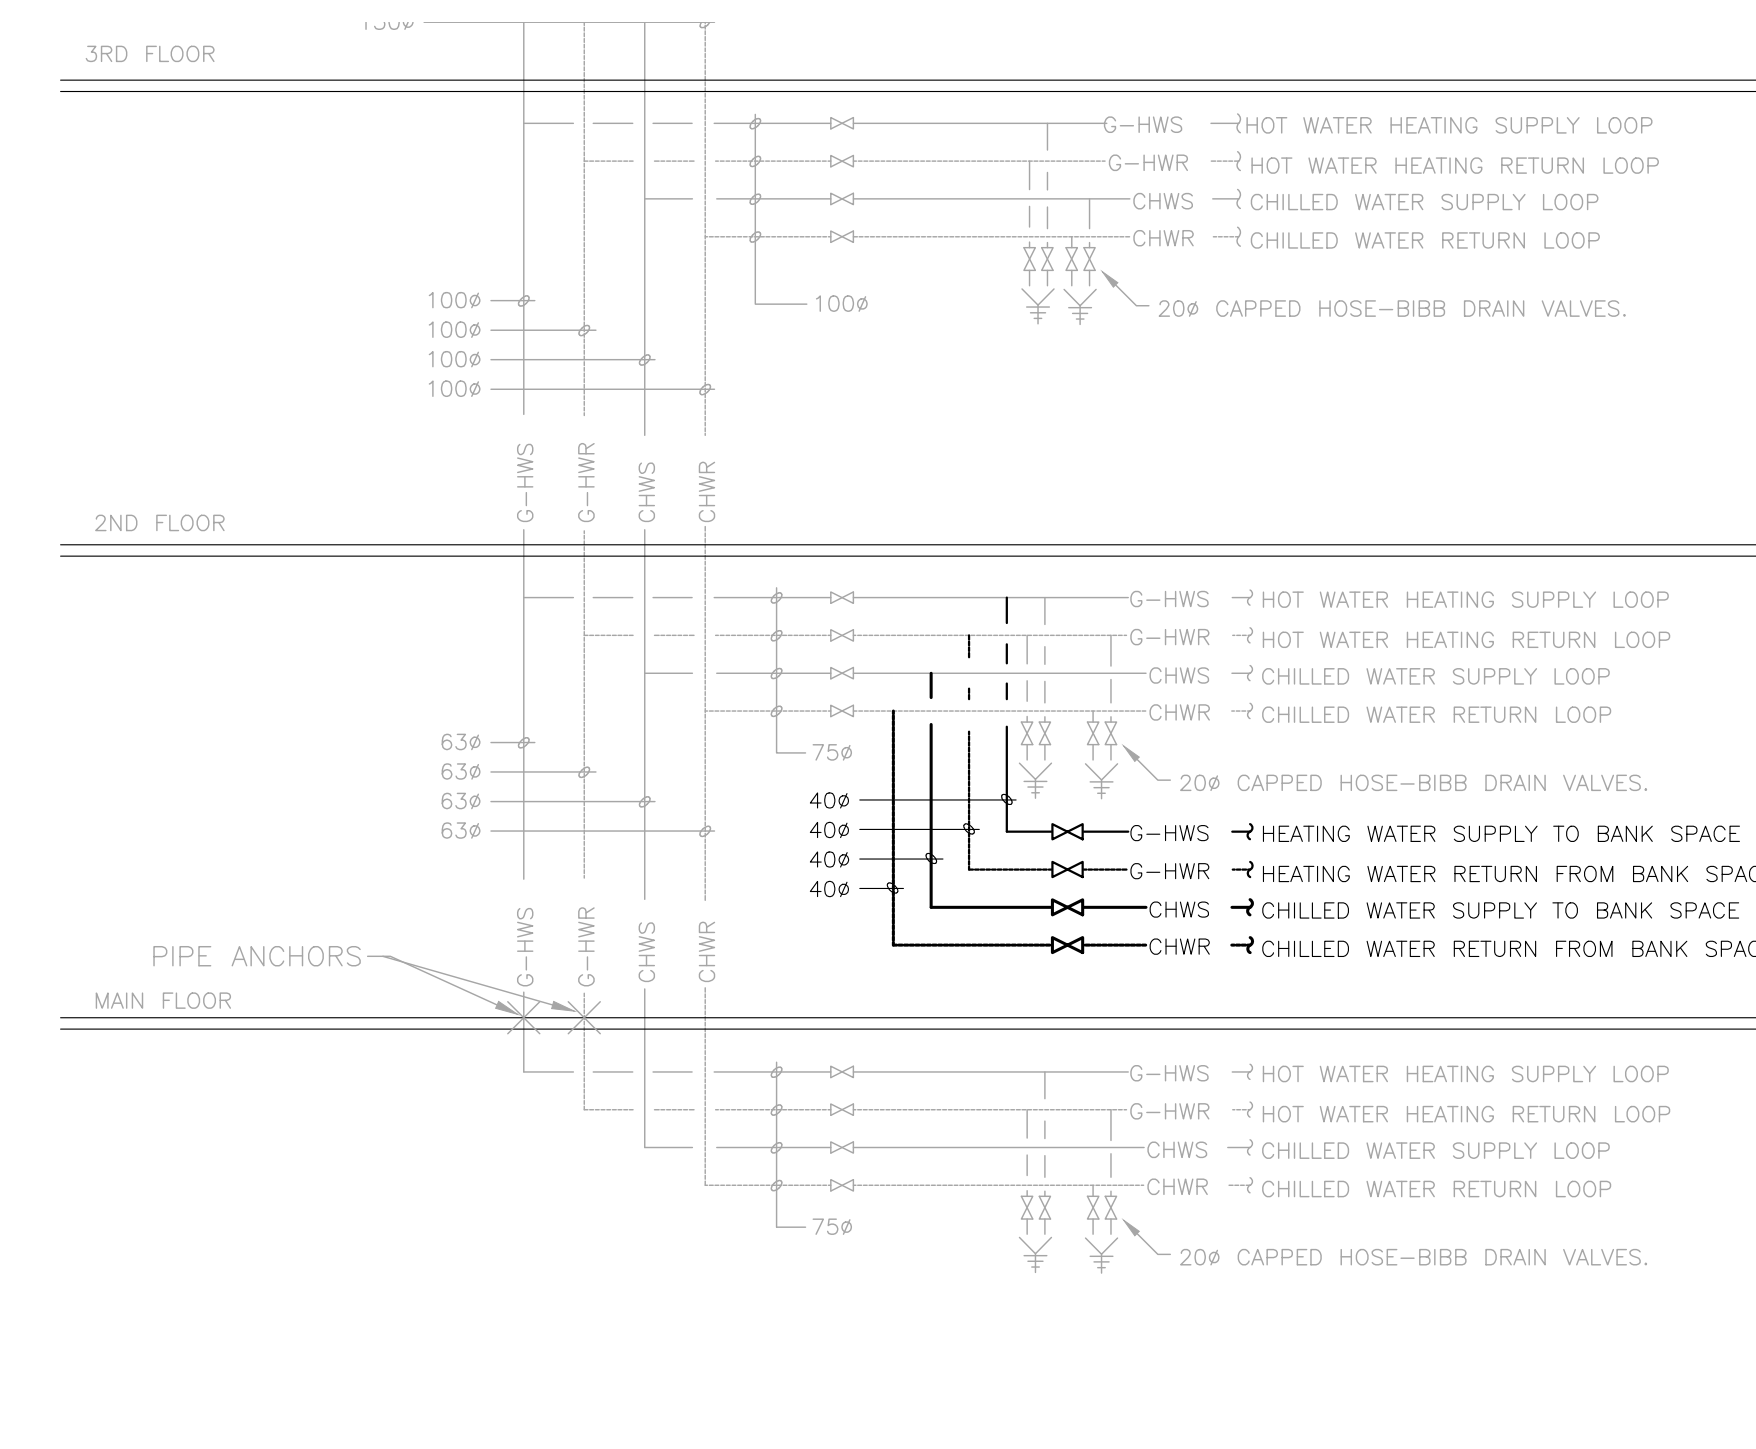 3RD FLOOR
G-HWS HOT WATER HEATING SUPPLY LOOP
G-HWR HOT WATER HEATING RETURN LOOP
CHWS CHILLED WATER SUPPLY LOOP
CHWR CHILLED WATER RETURN LOOP
100ø
100ø
20ø CAPPED HOSE-BIBB DRAIN VALVES.
100ø
100ø
100ø
G-HWS
G-HWR
CHWS
CHWR
2ND FLOOR
G-HWS HOT WATER HEATING SUPPLY LOOP
G-HWR HOT WATER HEATING RETURN LOOP
CHWS CHILLED WATER SUPPLY LOOP
CHWR CHILLED WATER RETURN LOOP
63ø
75ø
63ø
20ø CAPPED HOSE-BIBB DRAIN VALVES.
63ø
40ø
63ø
40ø
G-HWS HEATING WATER SUPPLY TO BANK SPACE
40ø
G-HWR HEATING WATER RETURN FROM BANK
40ø
CHWS CHILLED WATER SUPPLY TO BANK SPACE
CHWR CHILLED WATER RETURN FROM BANK
G-HWS
G-HWR
CHWS
CHWR
PIPE ANCHORS
MAIN FLOOR
G-HWS HOT WATER HEATING SUPPLY LOOP
G-HWR HOT WATER HEATING RETURN LOOP
CHWS CHILLED WATER SUPPLY LOOP
CHWR CHILLED WATER RETURN LOOP
75ø
20ø CAPPED HOSE-BIBB DRAIN VALVES.